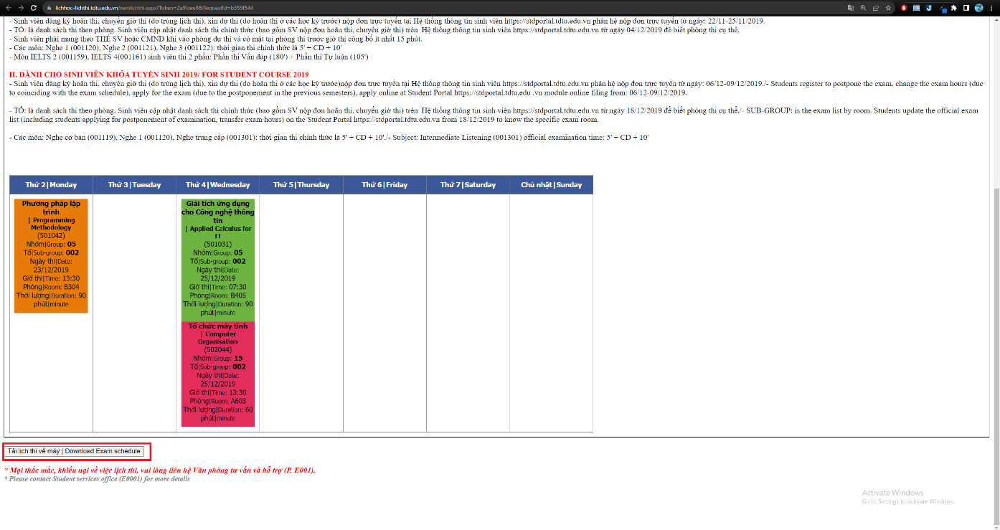 lichhoc-lichthi.tdtu.edu.vn/xemlichthi.aspx?Token=2a9fcee8&RequestId=b359f544
- Sinh viên đăng ký hoãn thi, chuyển giờ thi (do trùng lịch thi), xin dự thi (do hoãn thi ở các học kỳ trước) nộp đơn trực tuyến tại Hệ thống thông tin sinh viên https://stdportal.tdtu.edu.vn phân hệ nộp đơn trực tuyến từ ngày: 22/11-25/11/2019.
- TỔ: là danh sách thi theo phòng. Sinh viên cập nhật danh sách thi chính thức (bao gồm SV nộp đơn hoãn thi, chuyển giờ thi) trên Hệ thống thông tin sinh viên https://stdportal.tdtu.edu.vn từ ngày 04/12/2019 để biết phòng thi cụ thể.
- Sinh viên phải mang theo THẺ SV hoặc CMND khi vào phòng dự thi và có mặt tại phòng thi trước giờ thi công bố ít nhất 15 phút.
- Các môn: Nghe 1 (001120), Nghe 2 (001121), Nghe 3 (001122): thời gian thi chính thức là 5' + CD + 10'
- Môn IELTS 2 (001159), IELTS 4(001161) sinh viên thi 2 phần: Phần thi Vấn đáp (180') + Phần thi Tự luận (105')
II. DÀNH CHO SINH VIÊN KHÓA TUYỂN SINH 2019/ FOR STUDENT COURSE 2019
- Sinh viên đăng ký hoãn thi, chuyển giờ thi (do trùng lịch thi), xin dự thi (do hoãn thi ở các học kỳ trước)nộp đơn trực tuyến tại Hệ thống thông tin sinh viên https://stdportal.tdtu.edu.vn phân hệ nộp đơn trực tuyến từ ngày: 06/12-09/12/2019./- Students register to postpone the exam, change the exam hours (due
to coinciding with the exam schedule), apply for the exam (due to the postponement in the previous semesters), apply online at Student Portal https://stdportal.tdtu.edu .vn module online filing from: 06/12-09/12/2019.
- TỔ: là danh sách thi theo phòng. Sinh viên cập nhật danh sách thi chính thức (bao gồm SV nộp đơn hoãn thi, chuyển giờ thi) trên Hệ thống thông tin sinh viên https://stdportal.tdtu.edu.vn từ ngày 18/12/2019 để biết phòng thi cụ thể./- SUB-GROUP: is the exam list by room. Students update the official exam
list (including students applying for postponement of examination, transfer exam hours) on the Student Portal https://stdportal.tdtu.edu.vn from 18/12/2019 to know the specific exam room.
- Các môn: Nghe cơ bản (001119), Nghe 1 (001120), Nghe trung cấp (001301): thời gian thi chính thức là 5' + CD + 10'./- Subject: Intermediate Listening (001301) official examination time: 5' + CD + 10'
Thứ 2|Monday Thứ 3|Tuesday Thứ 4|Wednesday Thứ 5|Thursday Thứ 6|Friday Thứ 7|Saturday Chủ nhật|Sunday
Phương pháp lập
trình
| Programming
Methodology
(501042)
Nhóm|Group: 05
Tổ|Sub-group: 002
Ngày thi|Date:
23/12/2019
Giờ thi|Time: 13:30
Phòng|Room: B304
Thời lượng|Duration: 90
phút|minute
Giải tích ứng dụng
cho Công nghệ thông
tin
| Applied Calculus for
IT
(501031)
Nhóm|Group: 05
Tổ|Sub-group: 002
Ngày thi|Date:
25/12/2019
Giờ thi|Time: 07:30
Phòng|Room: B405
Thời lượng|Duration: 90
phút|minute
Tổ chức máy tính
| Computer
Organisation
(502044)
Nhóm|Group: 15
Tổ|Sub-group: 002
Ngày thi|Date:
25/12/2019
Giờ thi|Time: 13:30
Phòng|Room: A603
Thời lượng|Duration: 60
phút|minute
Tải lịch thi về máy | Download Exam schedule
* Mọi thắc mắc, khiếu nại về việc lịch thi, vui lòng liên hệ Văn phòng tư vấn và hỗ trợ (P. E001).
* Please contact Student services office (E0001) for more details
Activate Windows
Go to Settings to activate Windows.